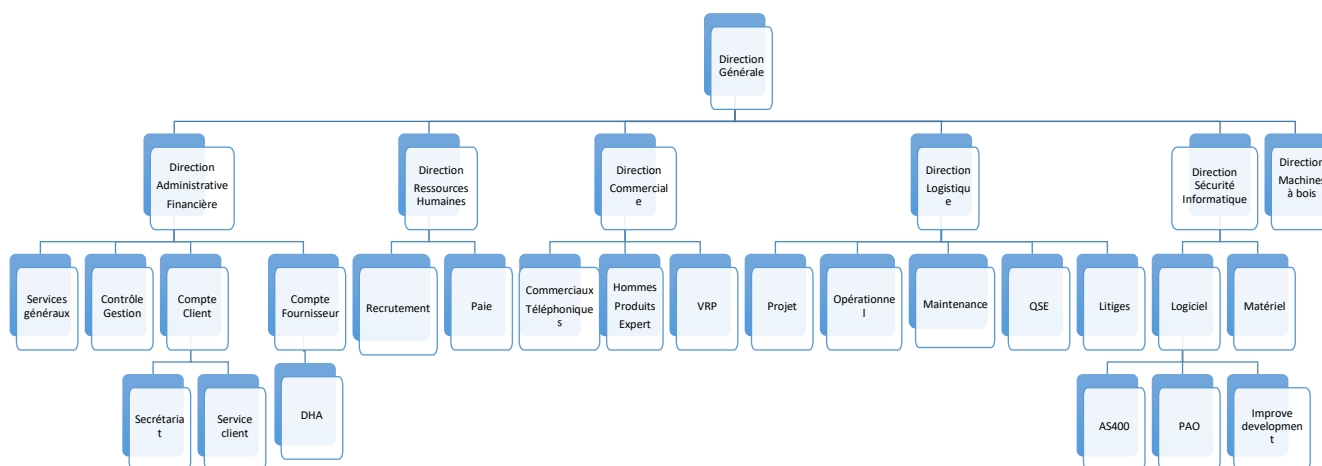 Direction
Générale
Direction
Administrative
Financière
Direction
Ressources
Humaines
Direction
Commercial
e
Direction
Logistiqu
e
Direction
Sécurité
Informatique
Direction
Machines
à bois
Services
généraux
Contrôle
Gestion
Compte
Client
Compte
Fournisseur
Recrutement
Paie
Commerciaux
Téléphonique
s
Hommes
Produits
Expert
VRP
Projet
Opérationne
l
Maintenance
QSE
Litiges
Logiciel
Matériel
Secrétaria
t
Service
client
DHA
AS400
PAO
Improve
developmen
t